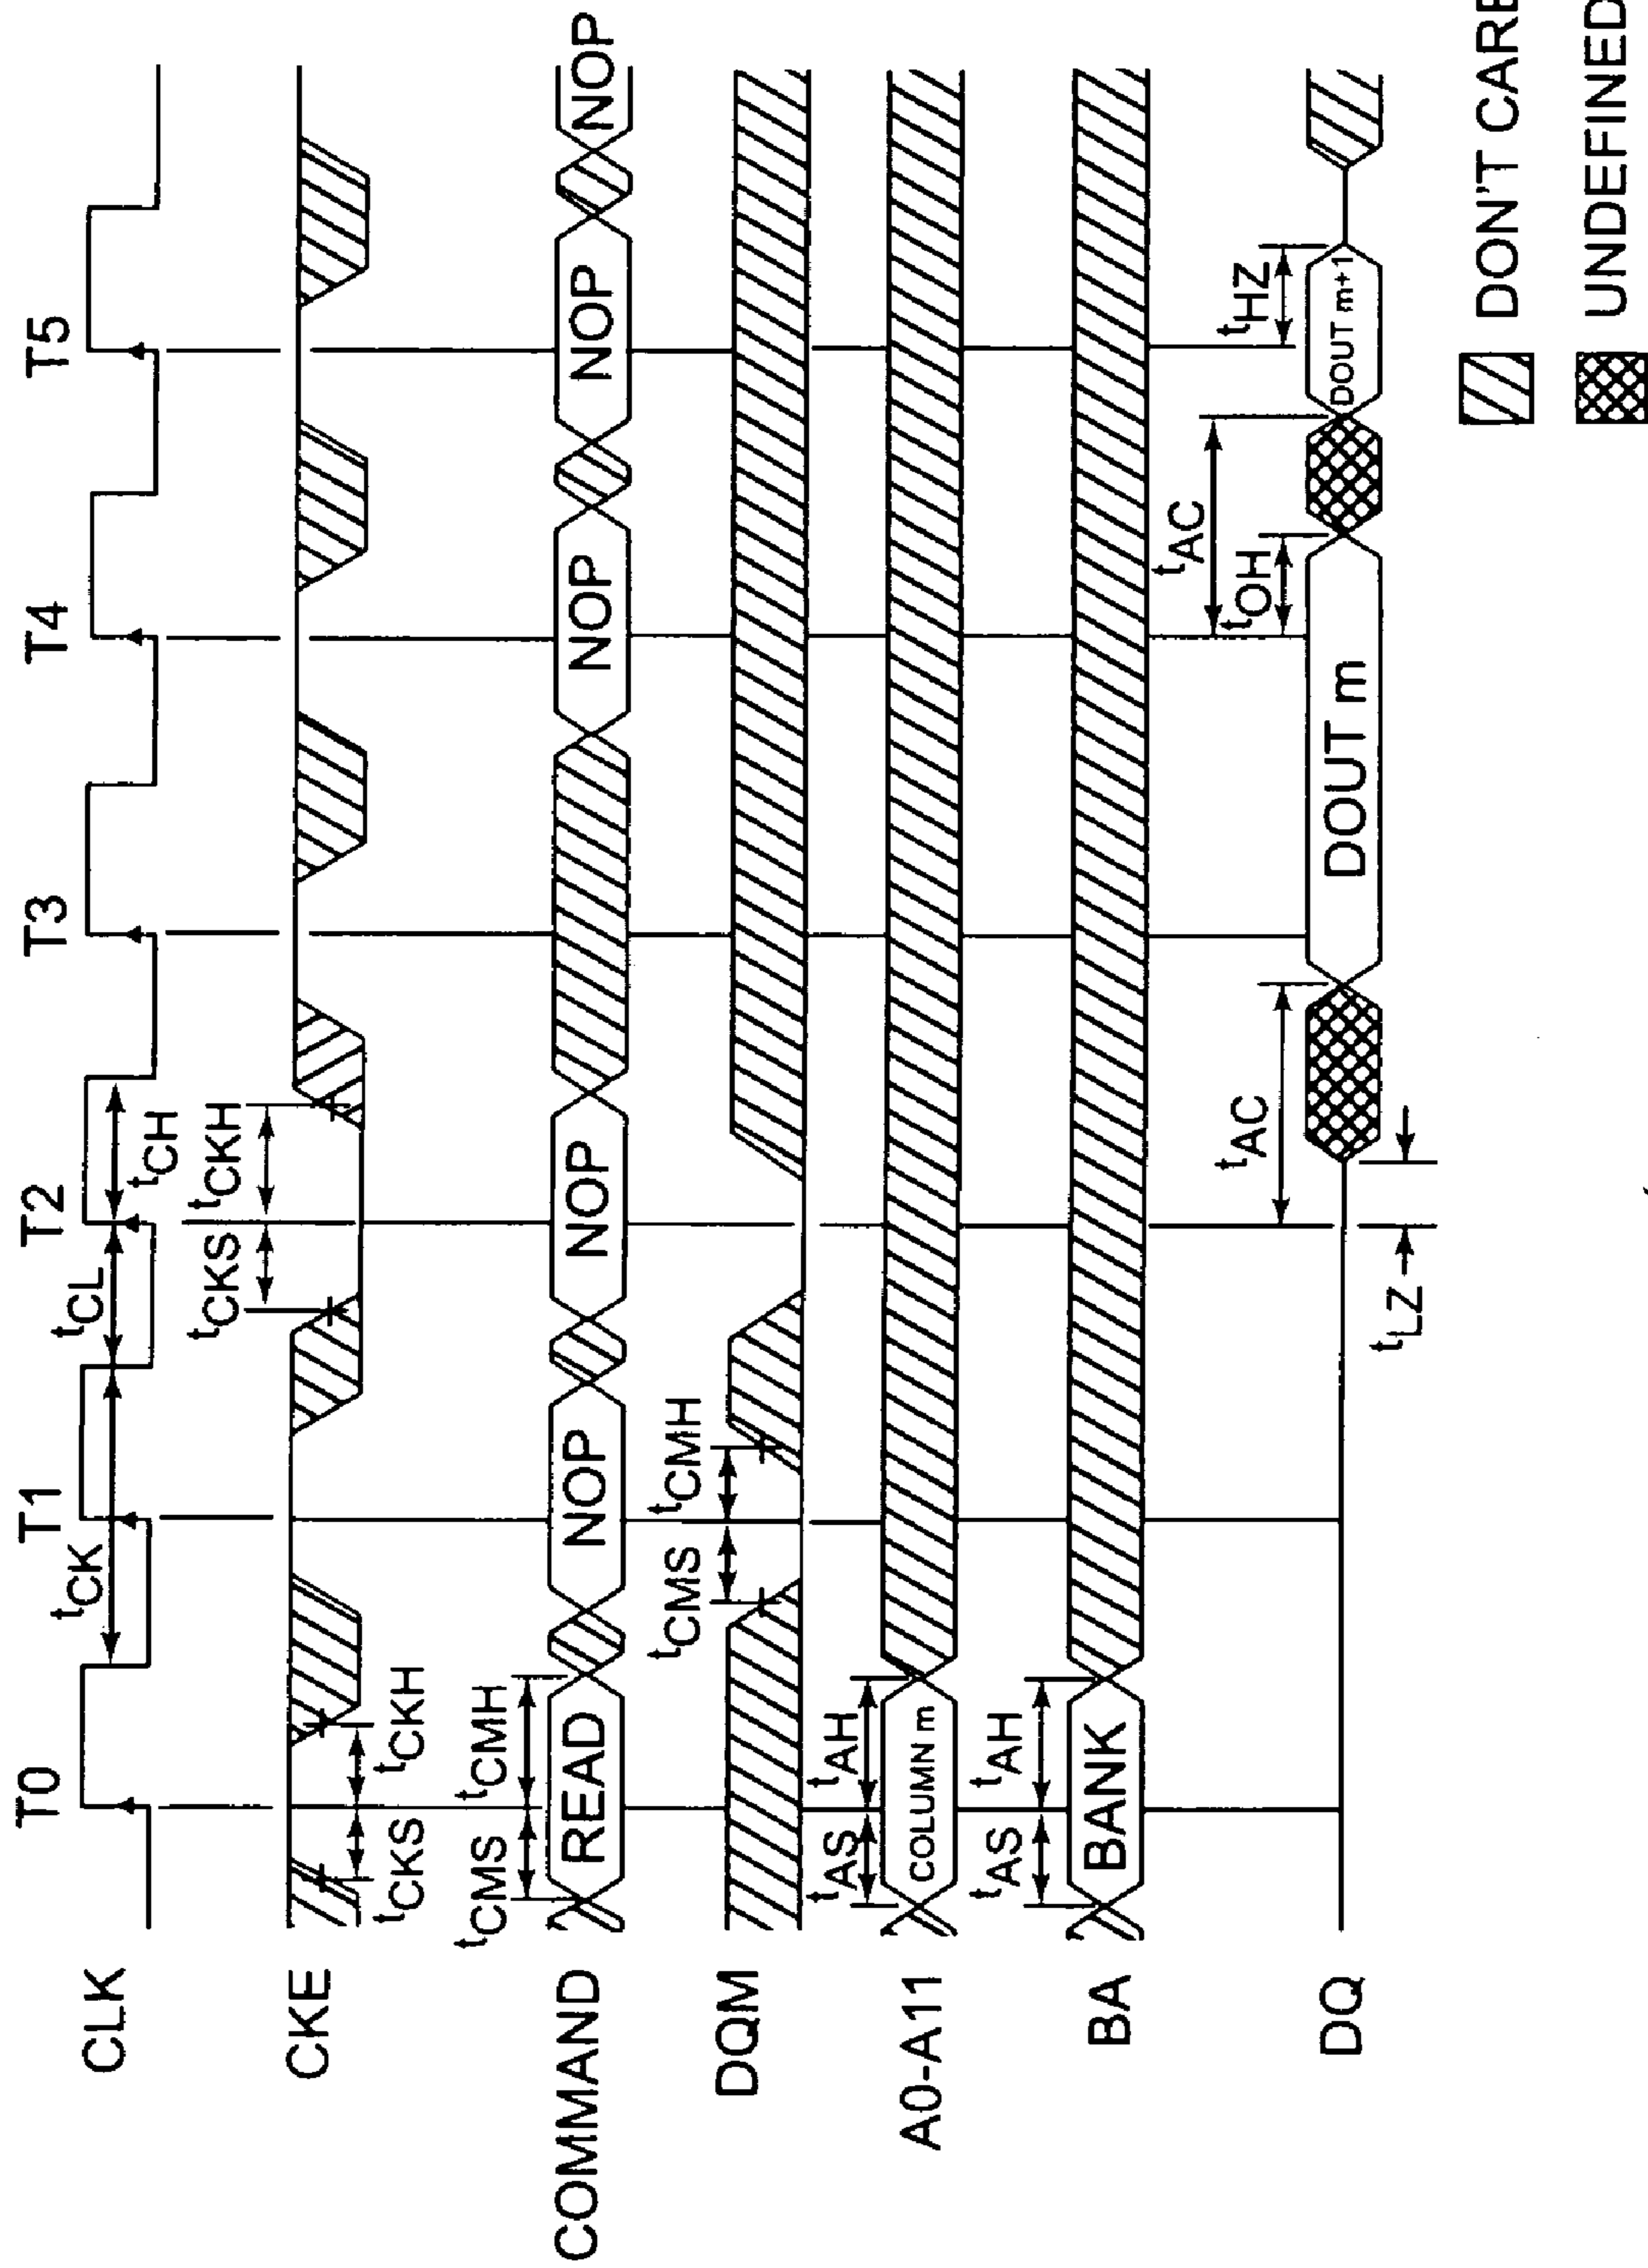 T0 T1 T2 T3 T4 T5
CLK
tCK tCL tCH
CKE
tCKS tCKH tCKS tCKH
tCMS tCMH
COMMAND READ NOP NOP NOP NOP NOP
tCMS tCMH
DQM
tAS tAH
A0-A11 COLUMN m
tAS tAH
BA BANK
tAC tAC
tOH tHZ
DQ DOUT m DOUT m+1
tLZ
DON'T CARE
UNDEFINED